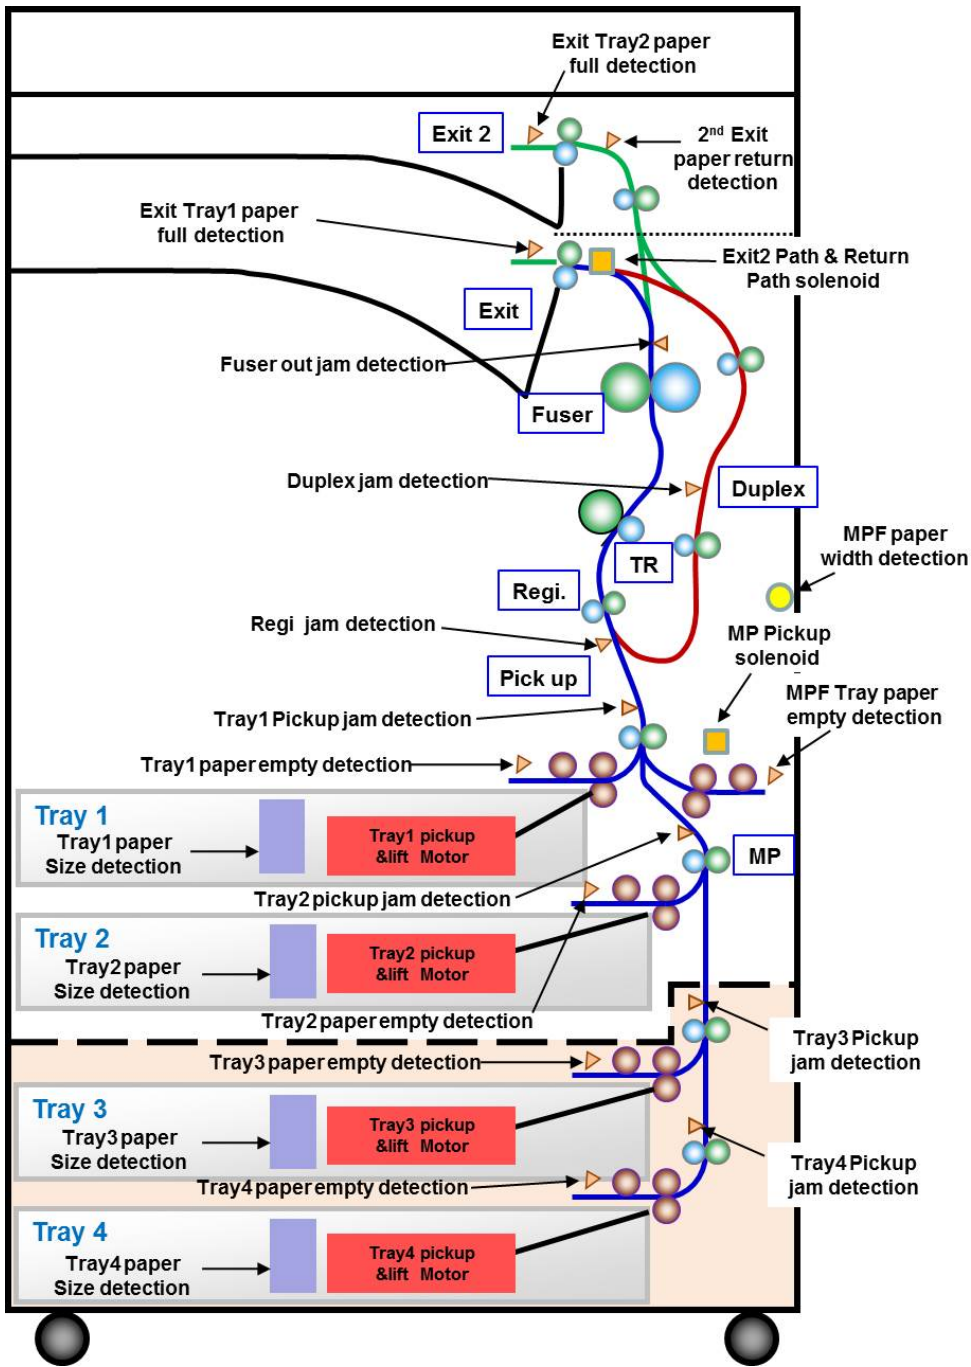 Exit Tray2 paper
full detection
Exit 2
2nd Exit
paper return
detection
Exit Tray1 paper
full detection
Exit2 Path & Return
Path solenoid
Exit
Fuser out jam detection
Fuser
Duplex jam detection
Duplex
MPF paper
width detection
TR
Regi.
Regi jam detection
MP Pickup
solenoid
Pick up
MPF Tray paper
empty detection
Tray1 Pickup jam detection
Tray1 paper empty detection
Tray 1
Tray1 paper
Size detection
Tray1 pickup
&lift Motor
MP
Tray2 pickup jam detection
Tray 2
Tray2 paper
Size detection
Tray2 pickup
&lift Motor
Tray2 paper empty detection
Tray3 Pickup
jam detection
Tray3 paper empty detection
Tray 3
Tray3 paper
Size detection
Tray3 pickup
&lift Motor
Tray4 Pickup
jam detection
Tray4 paper empty detection
Tray 4
Tray4 paper
Size detection
Tray4 pickup
&lift Motor